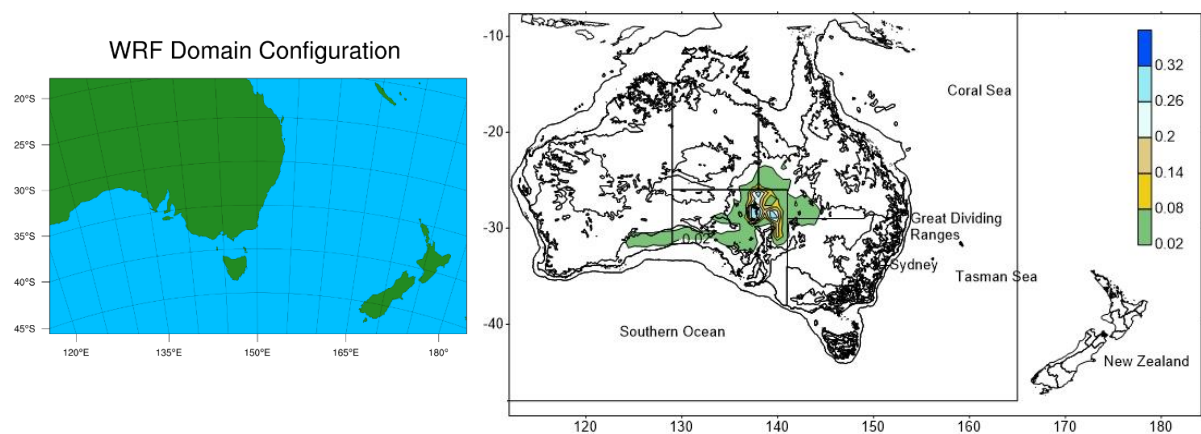 WRF Domain Configuration
20°S
25°S
30°S
35°S
40°S
45°S
120°E
135°E
150°E
165°E
180°
-10
-20
-30
-40
120
130
140
150
160
170
180
Coral Sea
Great Dividing
Ranges
Sydney
Tasman Sea
Southern Ocean
New Zealand
0.02
0.32
0.26
0.2
0.14
0.08
0.02